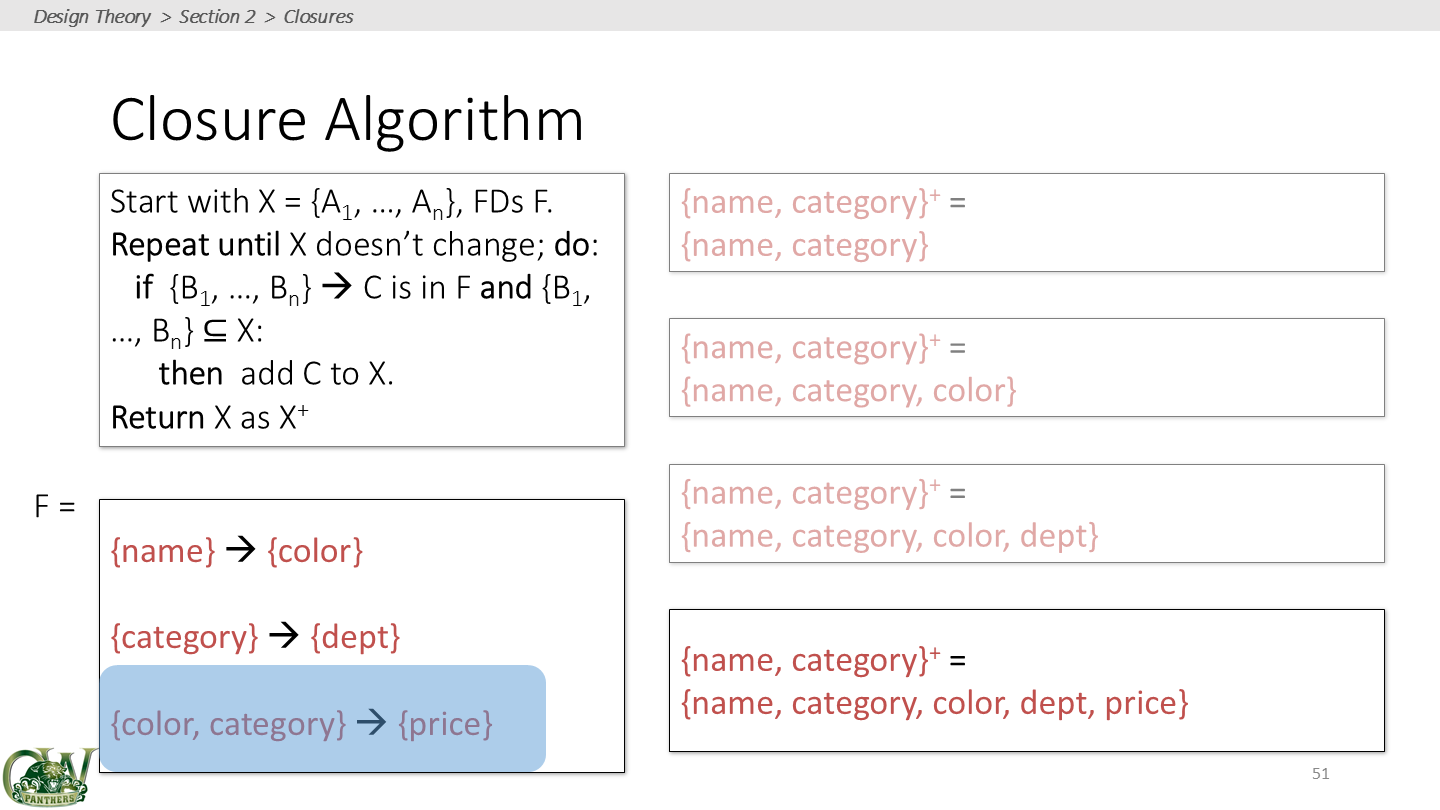 Design Theory > Section 2 > Closures
Closure Algorithm
Start with X = {A₁, …, Aₙ}, FDs F.
Repeat until X doesn’t change; do:
if {B₁, …, Bₙ} → C is in F and {B₁,
…, Bₙ} ⊆ X:
then add C to X.
Return X as X⁺
F =
{name} → {color}
{category} → {dept}
{color, category} → {price}
{name, category}⁺ =
{name, category}
{name, category}⁺ =
{name, category, color}
{name, category}⁺ =
{name, category, color, dept}
{name, category}⁺ =
{name, category, color, dept, price}
CW
PANTHERS
51